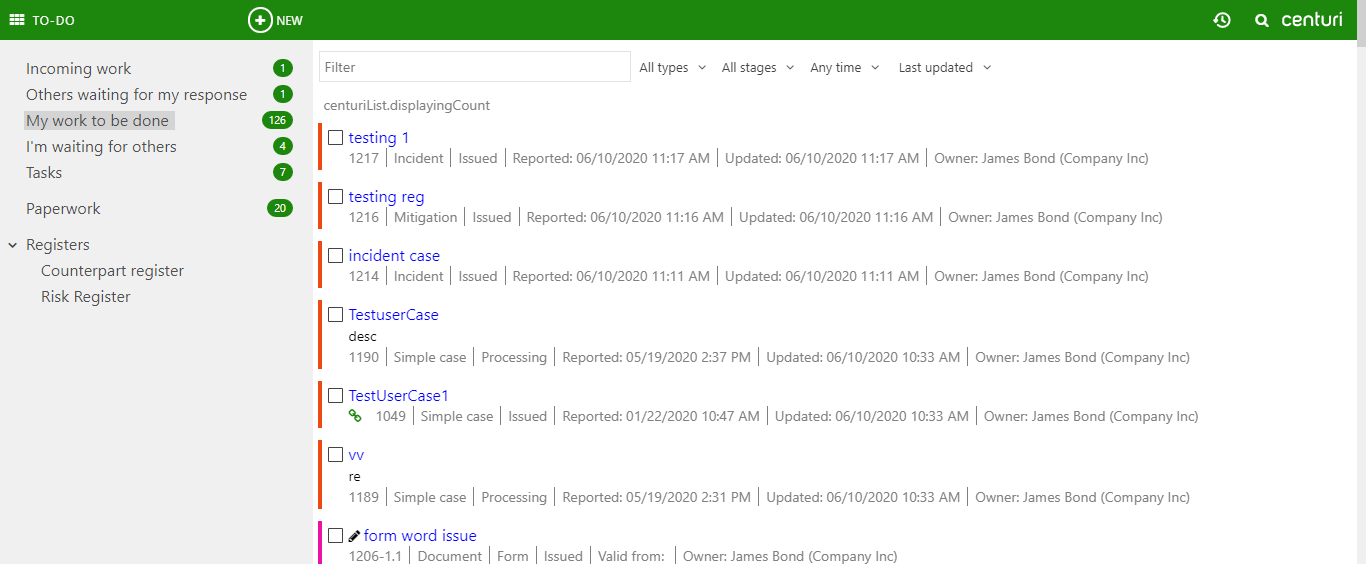 TO-DO
NEW
centuri
Incoming work 1
Others waiting for my response 1
My work to be done 126
I'm waiting for others 4
Tasks 7
Paperwork 20
Registers
Counterpart register
Risk Register
Filter All types All stages Any time Last updated
centuriList.displayingCount
testing 1
1217 Incident Issued Reported: 06/10/2020 11:17 AM Updated: 06/10/2020 11:17 AM Owner: James Bond (Company Inc)
testing reg
1216 Mitigation Issued Reported: 06/10/2020 11:16 AM Updated: 06/10/2020 11:16 AM Owner: James Bond (Company Inc)
incident case
1214 Incident Issued Reported: 06/10/2020 11:11 AM Updated: 06/10/2020 11:11 AM Owner: James Bond (Company Inc)
TestuserCase
desc
1190 Simple case Processing Reported: 05/19/2020 2:37 PM Updated: 06/10/2020 10:33 AM Owner: James Bond (Company Inc)
TestUserCase1
1049 Simple case Issued Reported: 01/22/2020 10:47 AM Updated: 06/10/2020 10:33 AM Owner: James Bond (Company Inc)
vv
re
1189 Simple case Processing Reported: 05/19/2020 2:31 PM Updated: 06/10/2020 10:33 AM Owner: James Bond (Company Inc)
form word issue
1206-1.1 Document Form Issued Valid from: Owner: James Bond (Company Inc)